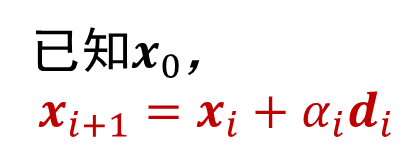 已知𝒙₀,
𝒙ᵢ₊₁ = 𝒙ᵢ + αᵢ𝒅ᵢ